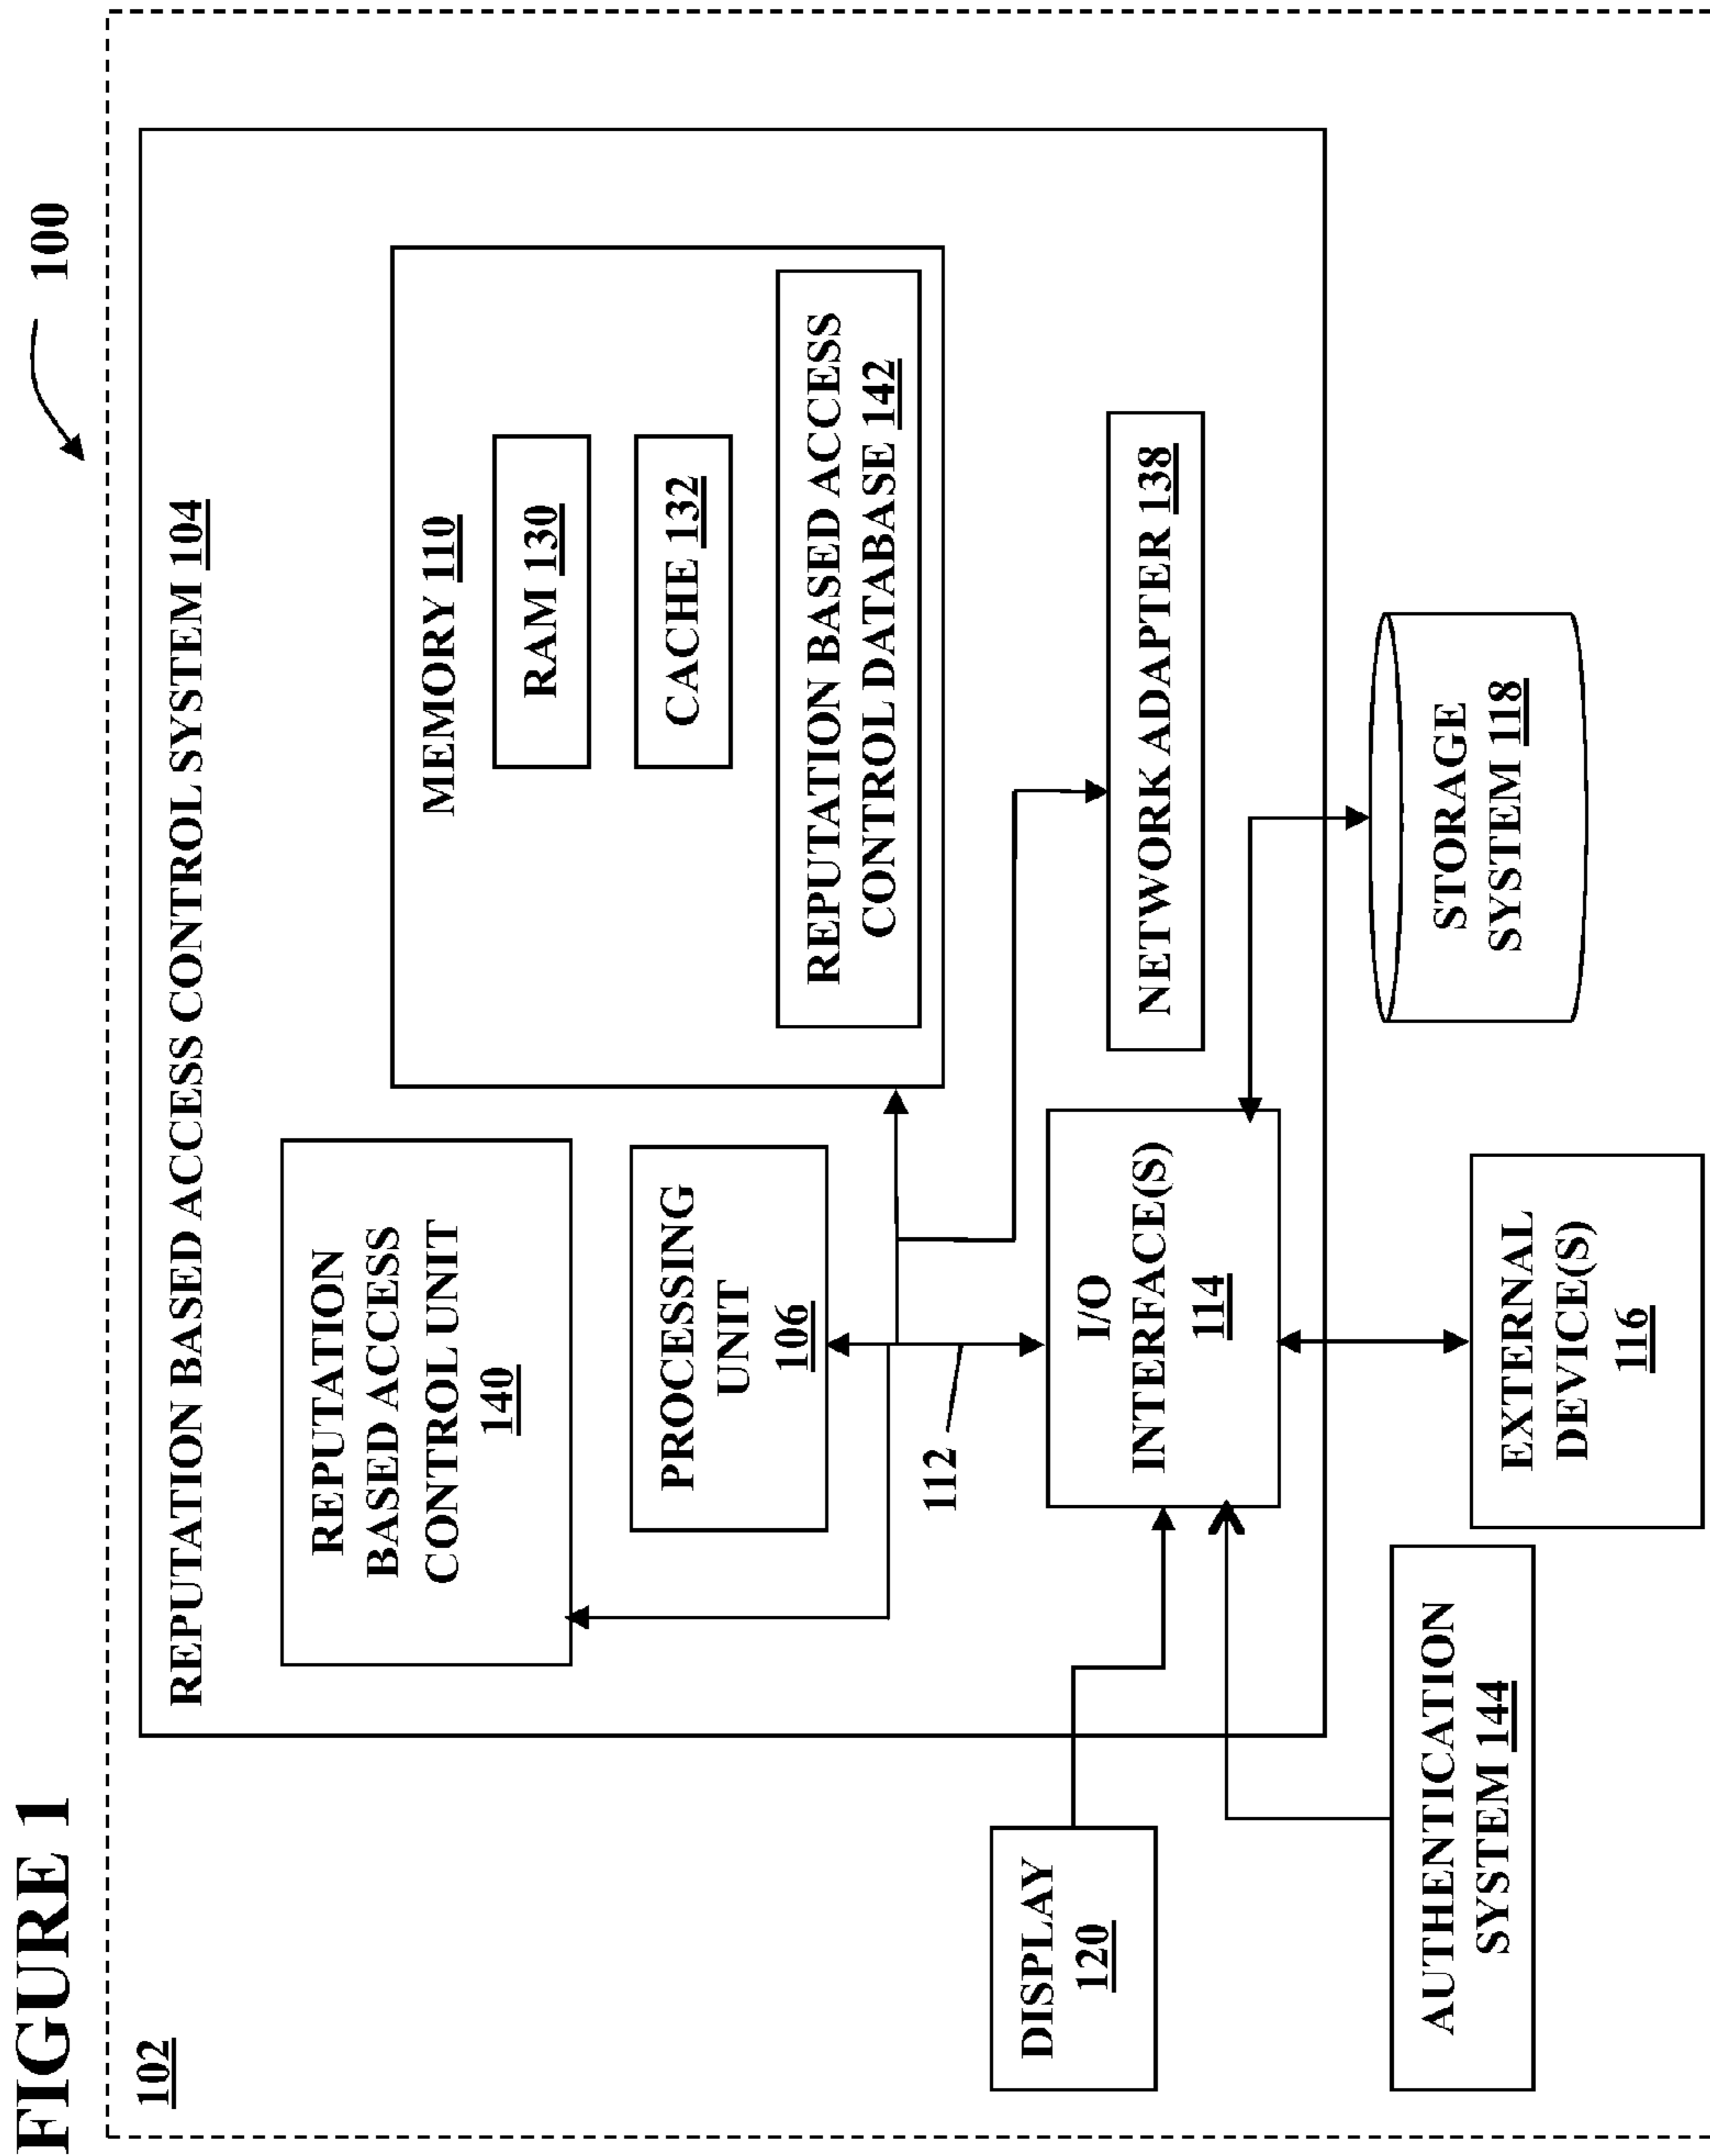 FIGURE 1
100
102
REPUTATION BASED ACCESS CONTROL SYSTEM 104
REPUTATION
BASED ACCESS
CONTROL UNIT
140
MEMORY 110
RAM 130
CACHE 132
REPUTATION BASED ACCESS
CONTROL DATABASE 142
PROCESSING
UNIT
106
112
NETWORK ADAPTER 138
I/O
INTERFACE(S)
114
DISPLAY
120
AUTHENTICATION
SYSTEM 144
EXTERNAL
DEVICE(S)
116
STORAGE
SYSTEM 118